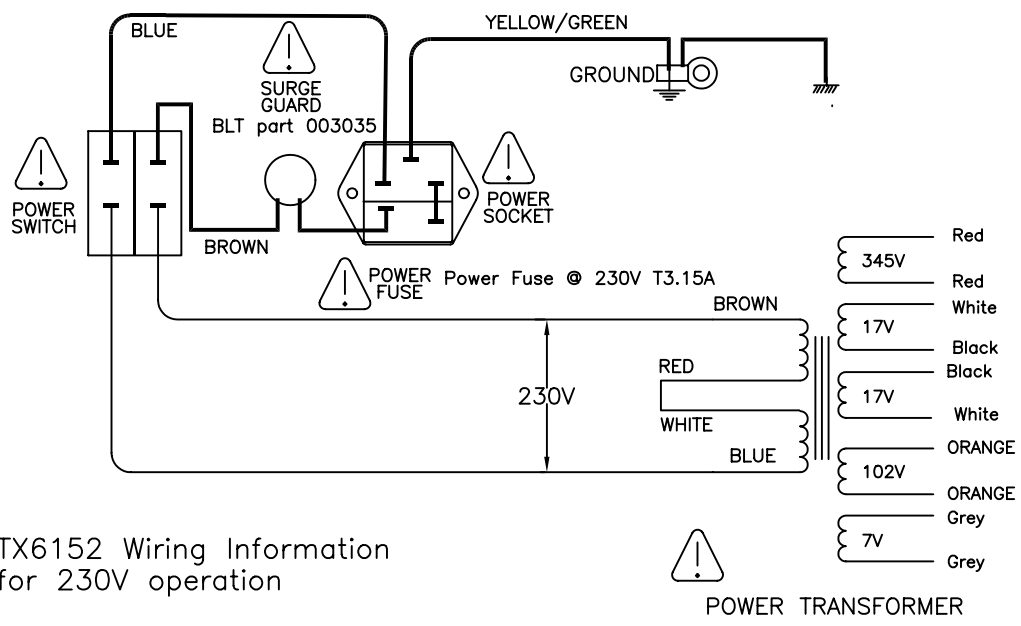 BLUE
YELLOW/GREEN
SURGE
GUARD
BLT part 003035
GROUND
POWER
SWITCH
POWER
SOCKET
BROWN
POWER
FUSE
Power Fuse @ 230V T3.15A
BROWN
RED
230V
WHITE
BLUE
Red
345V
Red
White
17V
Black
Black
17V
White
ORANGE
102V
ORANGE
Grey
7V
Grey
TX6152 Wiring Information
for 230V operation
POWER TRANSFORMER